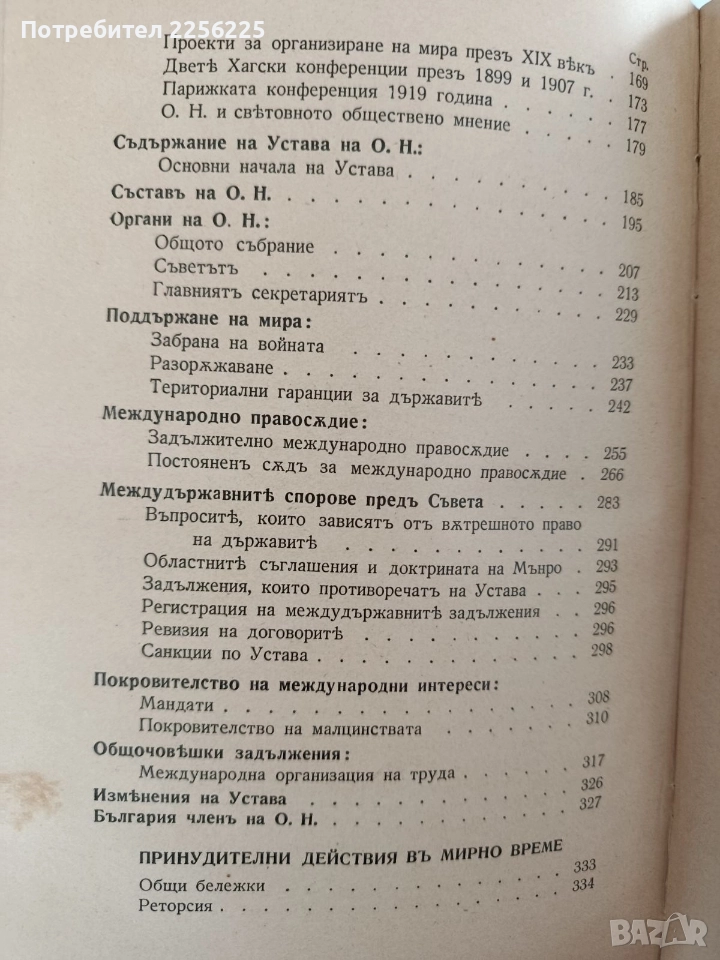 Потребител 2256225
Стр.
Проекти за организиране на мира презъ XIX вѣкъ . 169
Дветѣ Хагски конференции презъ 1899 и 1907 г. . 173
Парижката конференция 1919 година . . . . . 177
О. Н. и свѣтовното обществено мнение . . . . . 179
Съдържание на Устава на О. Н.:
Основни начала на Устава . . . . . . . . 185
Съставъ на О. Н. . . . . . . . . . . . . 195
Органи на О. Н.:
Общото събрание . . . . . . . . . . 207
Съветътъ . . . . . . . . . . . . 213
Главниятъ секретариятъ . . . . . . . . . 229
Поддържане на мира:
Забрана на войната . . . . . . . . . . 233
Разорѫжаване . . . . . . . . . . . . 237
Териториални гаранции за държавитѣ . . . . . 242
Международно правосѫдие:
Задължително международно правосѫдие . . . . 255
Постояненъ сѫдъ за международно правосѫдие . . 266
Междудържавнитѣ спорове предъ Съвета . . . . . 283
Въпроситѣ, които зависятъ отъ вѫтрешното право
на държавитѣ . . . . . . . . . . 291
Областнитѣ съглашения и доктрината на Мънро . 293
Задължения, които противоречатъ на Устава . . . 295
Регистрация на междудържавнитѣ задължения . . 296
Ревизия на договоритѣ . . . . . . . . . 296
Санкции по Устава . . . . . . . . . . 298
Покровителство на международни интереси:
Мандати . . . . . . . . . . . . . . 308
Покровителство на малцинствата . . . . . . . 310
Общочовѣшки задължения:
Международна организация на труда . . . . . . 317
Измѣнения на Устава . . . . . . . . . . . 326
България членъ на О. Н. . . . . . . . . . . 327
ПРИНУДИТЕЛНИ ДЕЙСТВИЯ ВЪ МИРНО ВРЕМЕ
Общи бележки . . . . . . . . . . . . 333
Реторсия . . . . . . . . . . . . . . 334
BAZAR